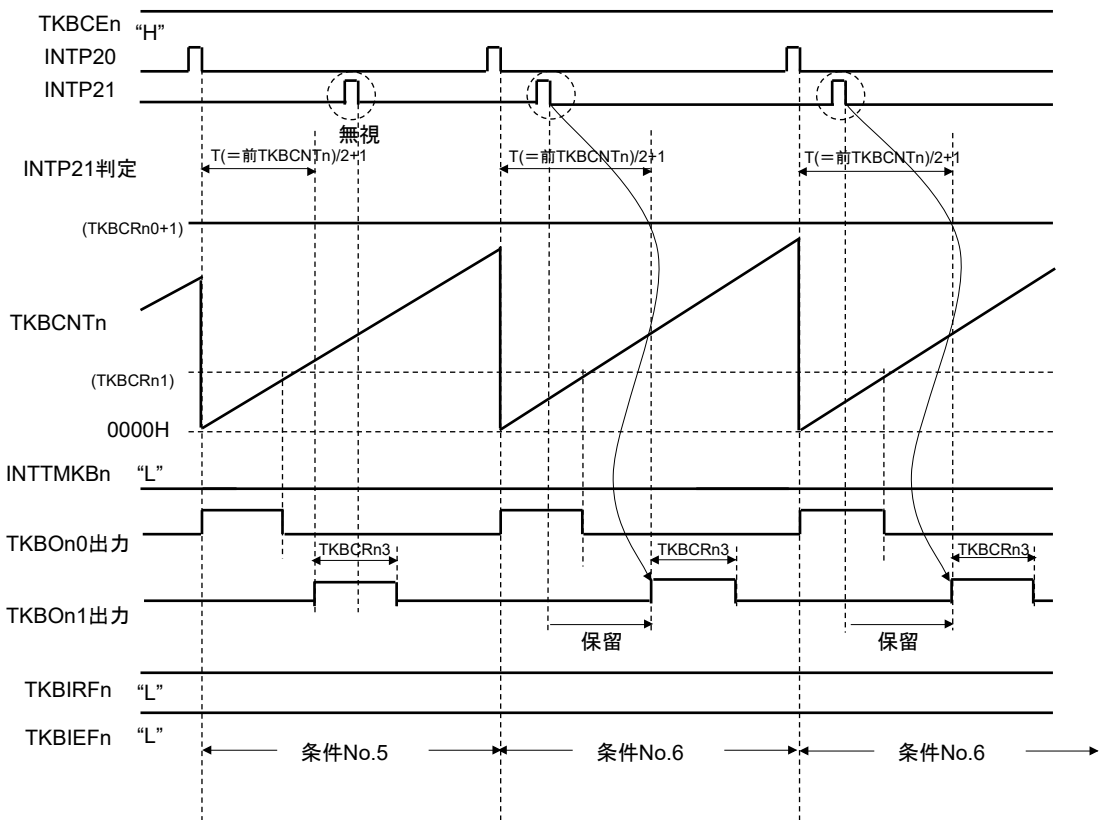 TKBCEn “H”
INTP20
INTP21
無視
INTP21判定
T(=前TKBCNTn)/2+1
T(=前TKBCNTn)/2+1
T(=前TKBCNTn)/2+1
(TKBCRn0+1)
TKBCNTn
(TKBCRn1)
0000H
INTTMKBn “L”
TKBOn0出力
TKBCRn3
TKBCRn3
TKBCRn3
TKBOn1出力
保留
保留
TKBIRFn “L”
TKBIEFn “L”
条件No.5
条件No.6
条件No.6